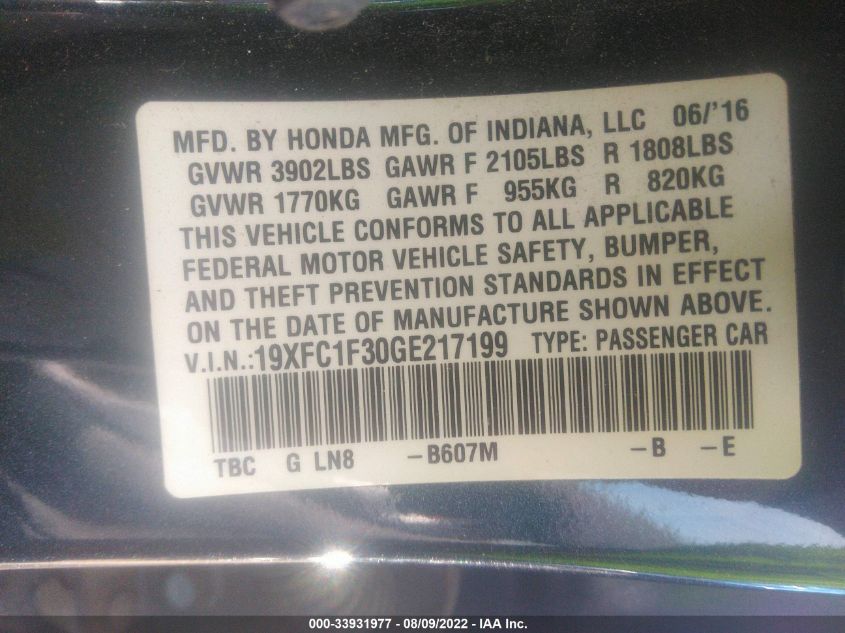 MFD. BY HONDA MFG. OF INDIANA, LLC 06/'16
GVWR 3902LBS GAWR F 2105LBS R 1808LBS
GVWR 1770KG GAWR F 955KG R 820KG
THIS VEHICLE CONFORMS TO ALL APPLICABLE
FEDERAL MOTOR VEHICLE SAFETY, BUMPER,
AND THEFT PREVENTION STANDARDS IN EFFECT
ON THE DATE OF MANUFACTURE SHOWN ABOVE.
V.I.N.:19XFC1F30GE217199 TYPE: PASSENGER CAR
TBC G LN8 -B607M -B -E
000-33931977 - 08/09/2022 - IAA Inc.